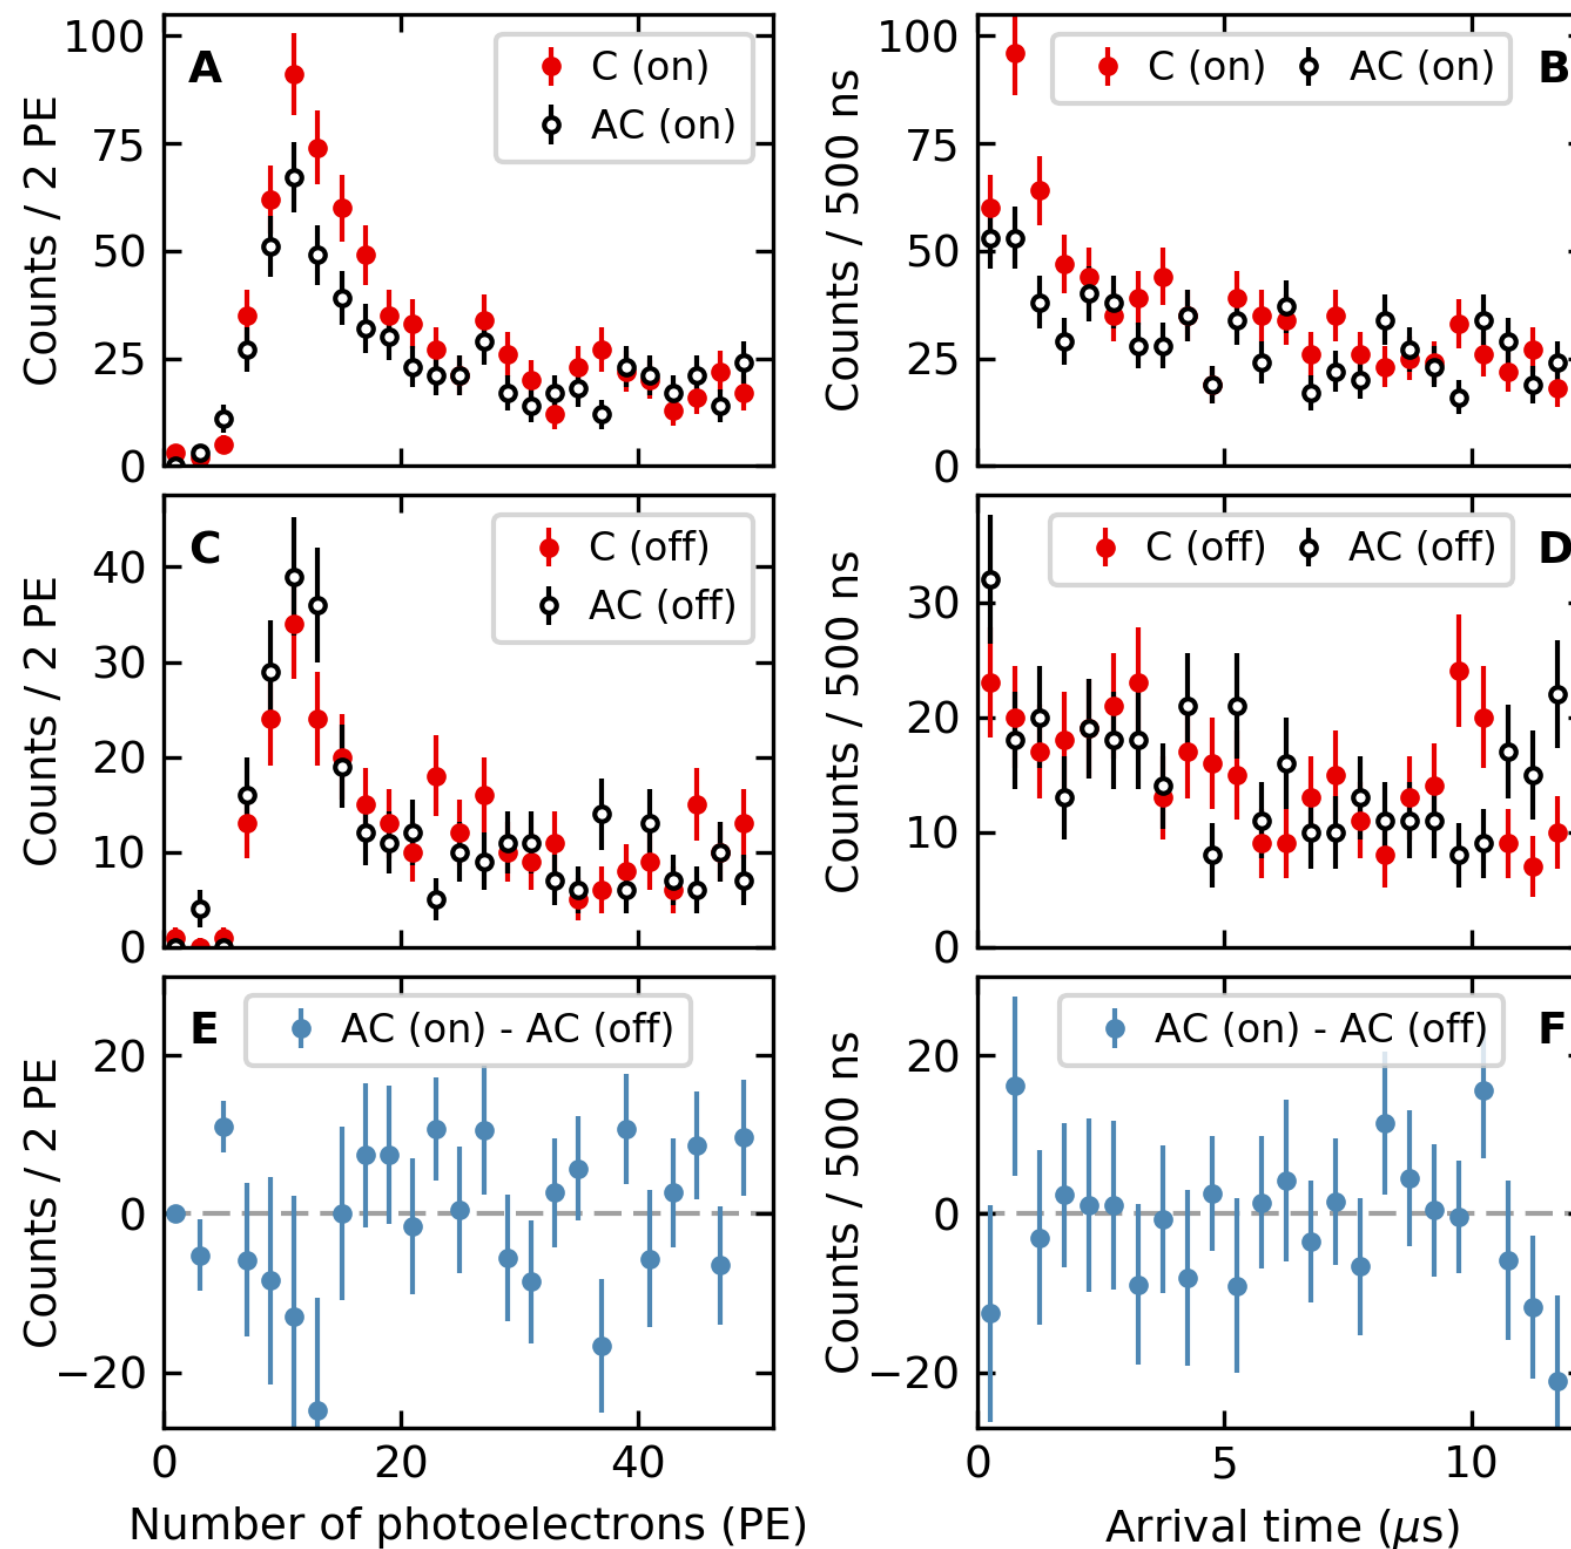 A
C (on)
AC (on)
Counts / 2 PE
100
75
50
25
0
B
C (on) AC (on)
Counts / 500 ns
100
75
50
25
0
C
C (off)
AC (off)
Counts / 2 PE
40
30
20
10
0
D
C (off) AC (off)
Counts / 500 ns
30
20
10
0
E
AC (on) - AC (off)
Counts / 2 PE
20
0
−20
0 20 40
Number of photoelectrons (PE)
F
AC (on) - AC (off)
Counts / 500 ns
20
0
−20
0 5 10
Arrival time (μs)